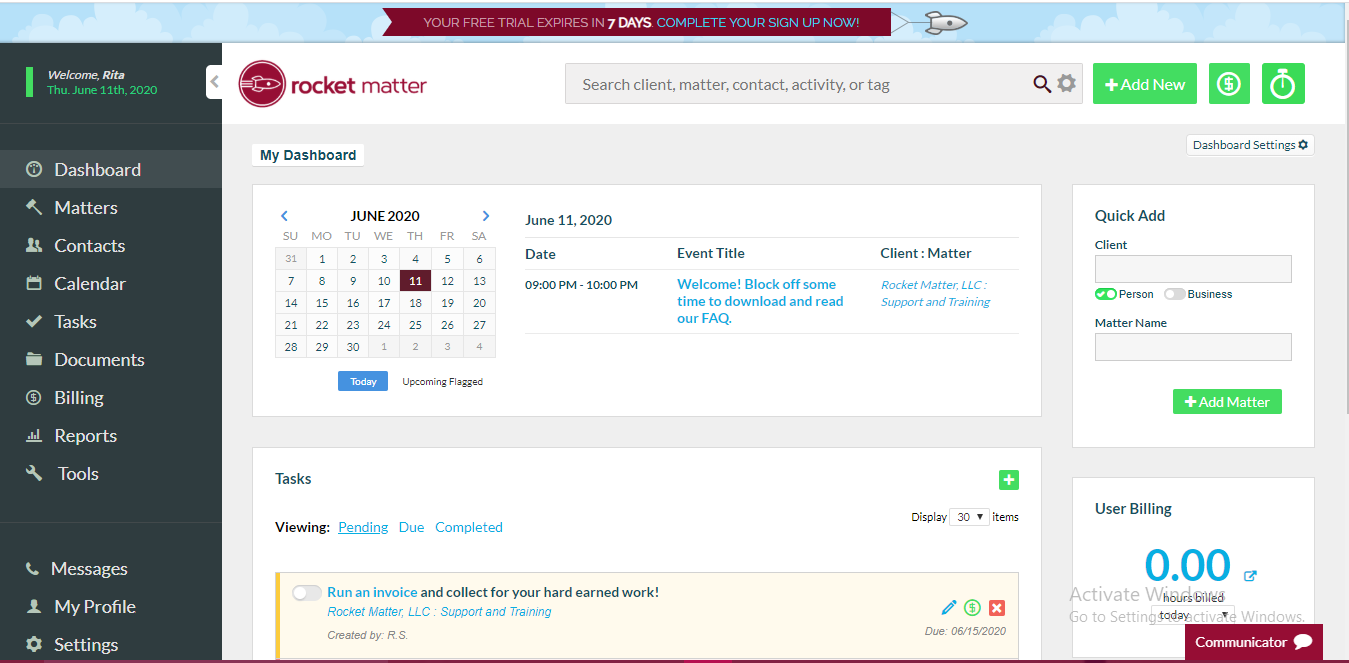 YOUR FREE TRIAL EXPIRES IN 7 DAYS. COMPLETE YOUR SIGN UP NOW!
Welcome, Rita
Thu. June 11th, 2020
rocket matter
Search client, matter, contact, activity, or tag
Add New
Dashboard
Matters
Contacts
Calendar
Tasks
Documents
Billing
Reports
Tools
Messages
My Profile
Settings
My Dashboard
Dashboard Settings
JUNE 2020
SU MO TU WE TH FR SA
31 1 2 3 4 5 6
7 8 9 10 11 12 13
14 15 16 17 18 19 20
21 22 23 24 25 26 27
28 29 30 1 2 3 4
Today Upcoming Flagged
June 11, 2020
Date Event Title Client : Matter
09:00 PM - 10:00 PM
Welcome! Block off some
time to download and read
our FAQ.
Rocket Matter, LLC :
Support and Training
Quick Add
Client
Person Business
Matter Name
Add Matter
Tasks
Viewing: Pending Due Completed
Display 30 items
Run an invoice and collect for your hard earned work!
Rocket Matter, LLC : Support and Training
Created by: R.S.
Due: 06/15/2020
User Billing
0.00
hours billed
today
Activate Windows
Go to Settings to activate Windows.
Communicator